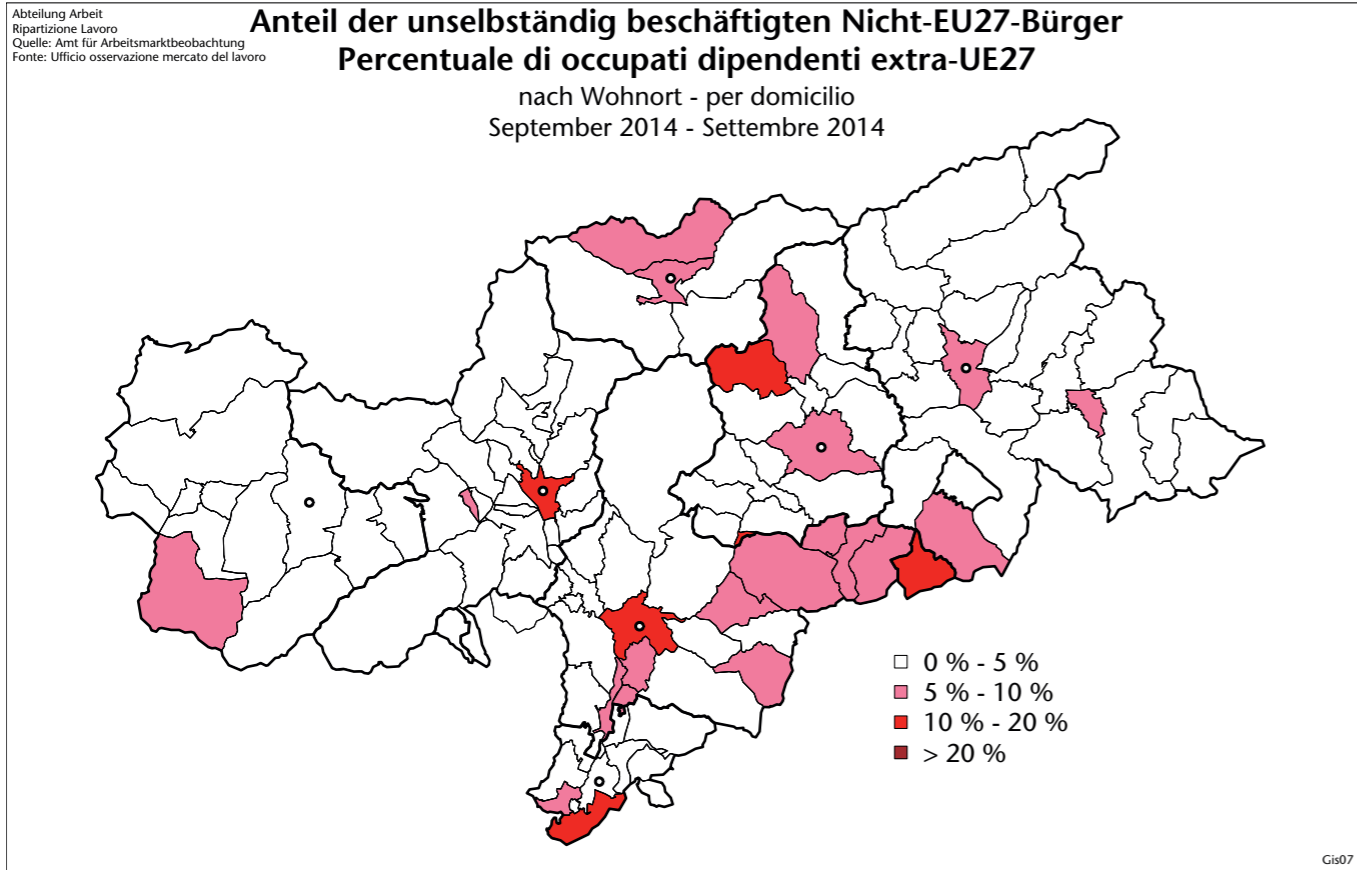 Abteilung Arbeit
Ripartizione Lavoro
Quelle: Amt für Arbeitsmarktbeobachtung
Fonte: Ufficio osservazione mercato del lavoro
Anteil der unselbständig beschäftigten Nicht-EU27-Bürger
Percentuale di occupati dipendenti extra-UE27
nach Wohnort - per domicilio
September 2014 - Settembre 2014
0 % - 5 %
5 % - 10 %
10 % - 20 %
> 20 %
Gis07